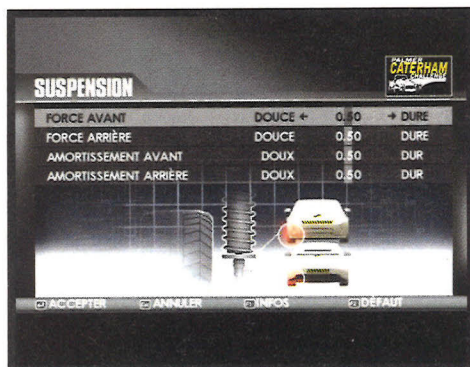 PALMER
CATERHAM
CHALLENGE
SUSPENSION
FORCE AVANT DOUCE ← 0.50 → DURE
FORCE ARRIÈRE DOUCE 0.50 DURE
AMORTISSEMENT AVANT DOUX 0.50 DUR
AMORTISSEMENT ARRIÈRE DOUX 0.50 DUR
ACCEPTER ANNULER INFOS DÉFAUT